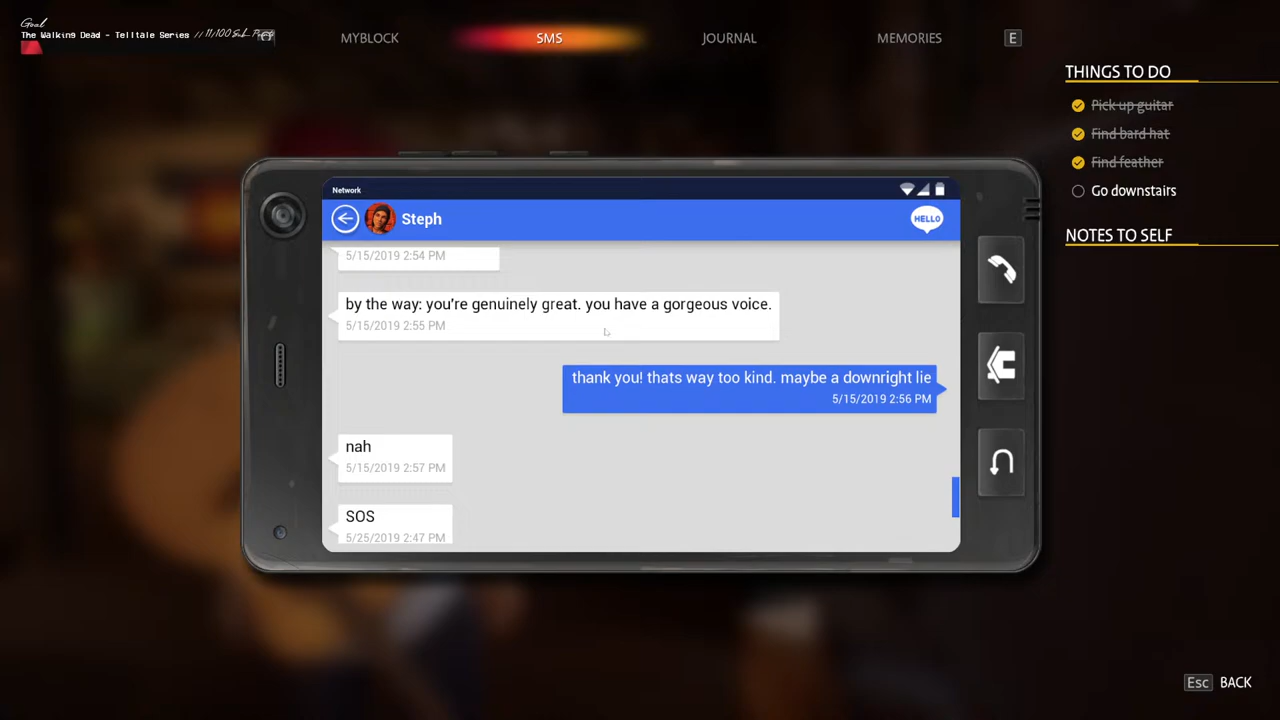 Goal
The Walking Dead - Telltale Series // 11/100 Sub
MYBLOCK
SMS
JOURNAL
MEMORIES
E
THINGS TO DO
Pick up guitar
Find bard hat
Find feather
Go downstairs
NOTES TO SELF
Network
Steph
HELLO
5/15/2019 2:54 PM
by the way: you're genuinely great. you have a gorgeous voice.
5/15/2019 2:55 PM
thank you! thats way too kind. maybe a downright lie
5/15/2019 2:56 PM
nah
5/15/2019 2:57 PM
SOS
5/25/2019 2:47 PM
Esc BACK